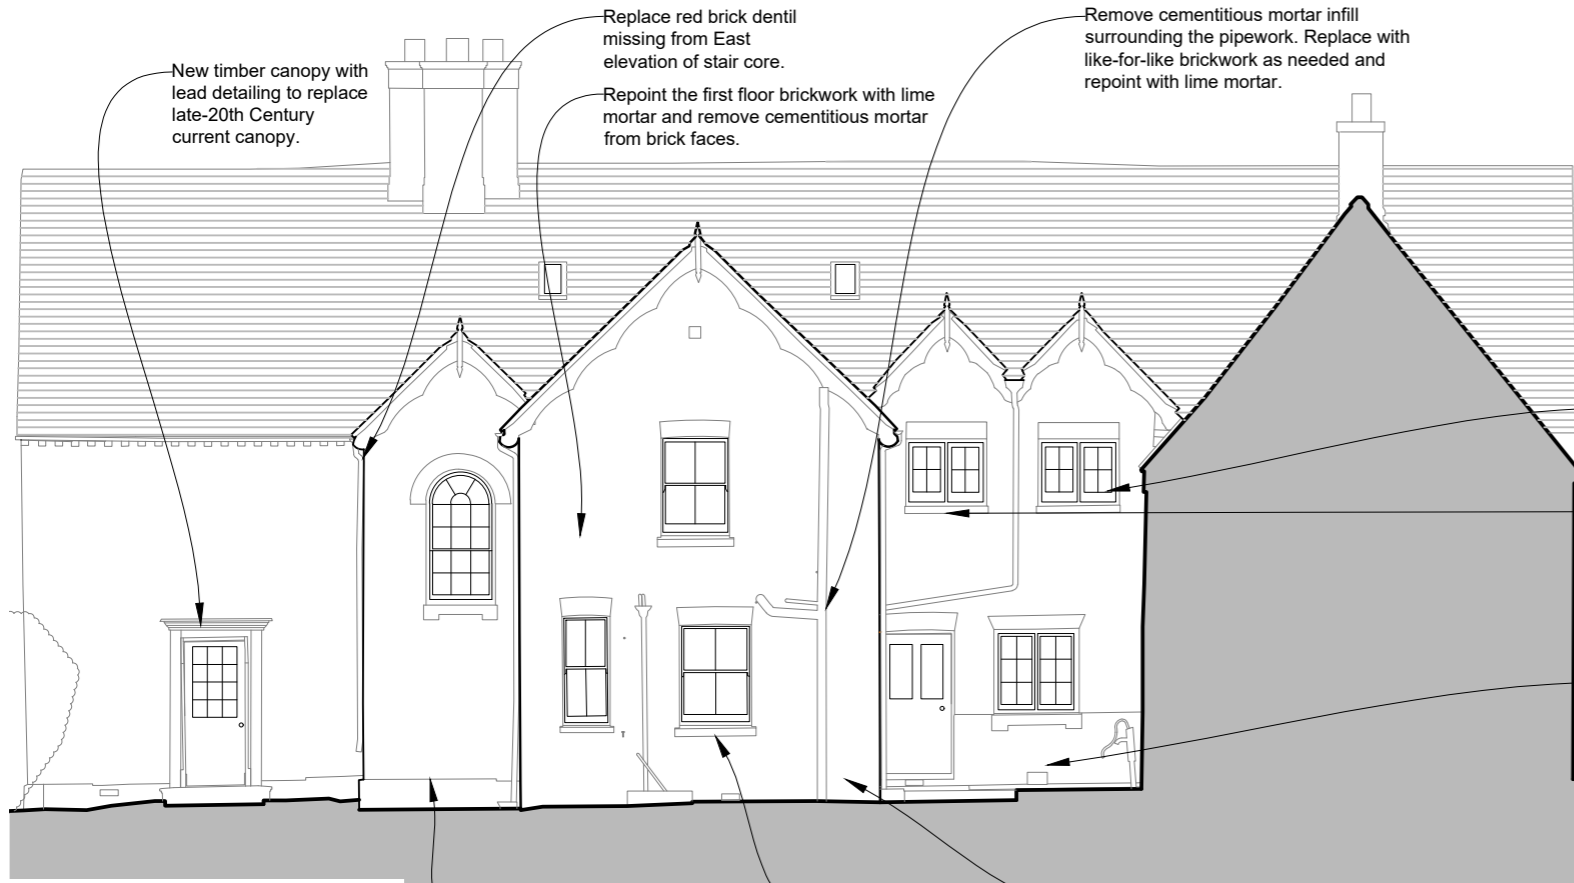 New timber canopy with
lead detailing to replace
late-20th Century
current canopy.
Replace red brick dentil
missing from East
elevation of stair core.
Repoint the first floor brickwork with lime
mortar and remove cementitious mortar
from brick faces.
Remove cementitious mortar infill
surrounding the pipework. Replace with
like-for-like brickwork as needed and
repoint with lime mortar.